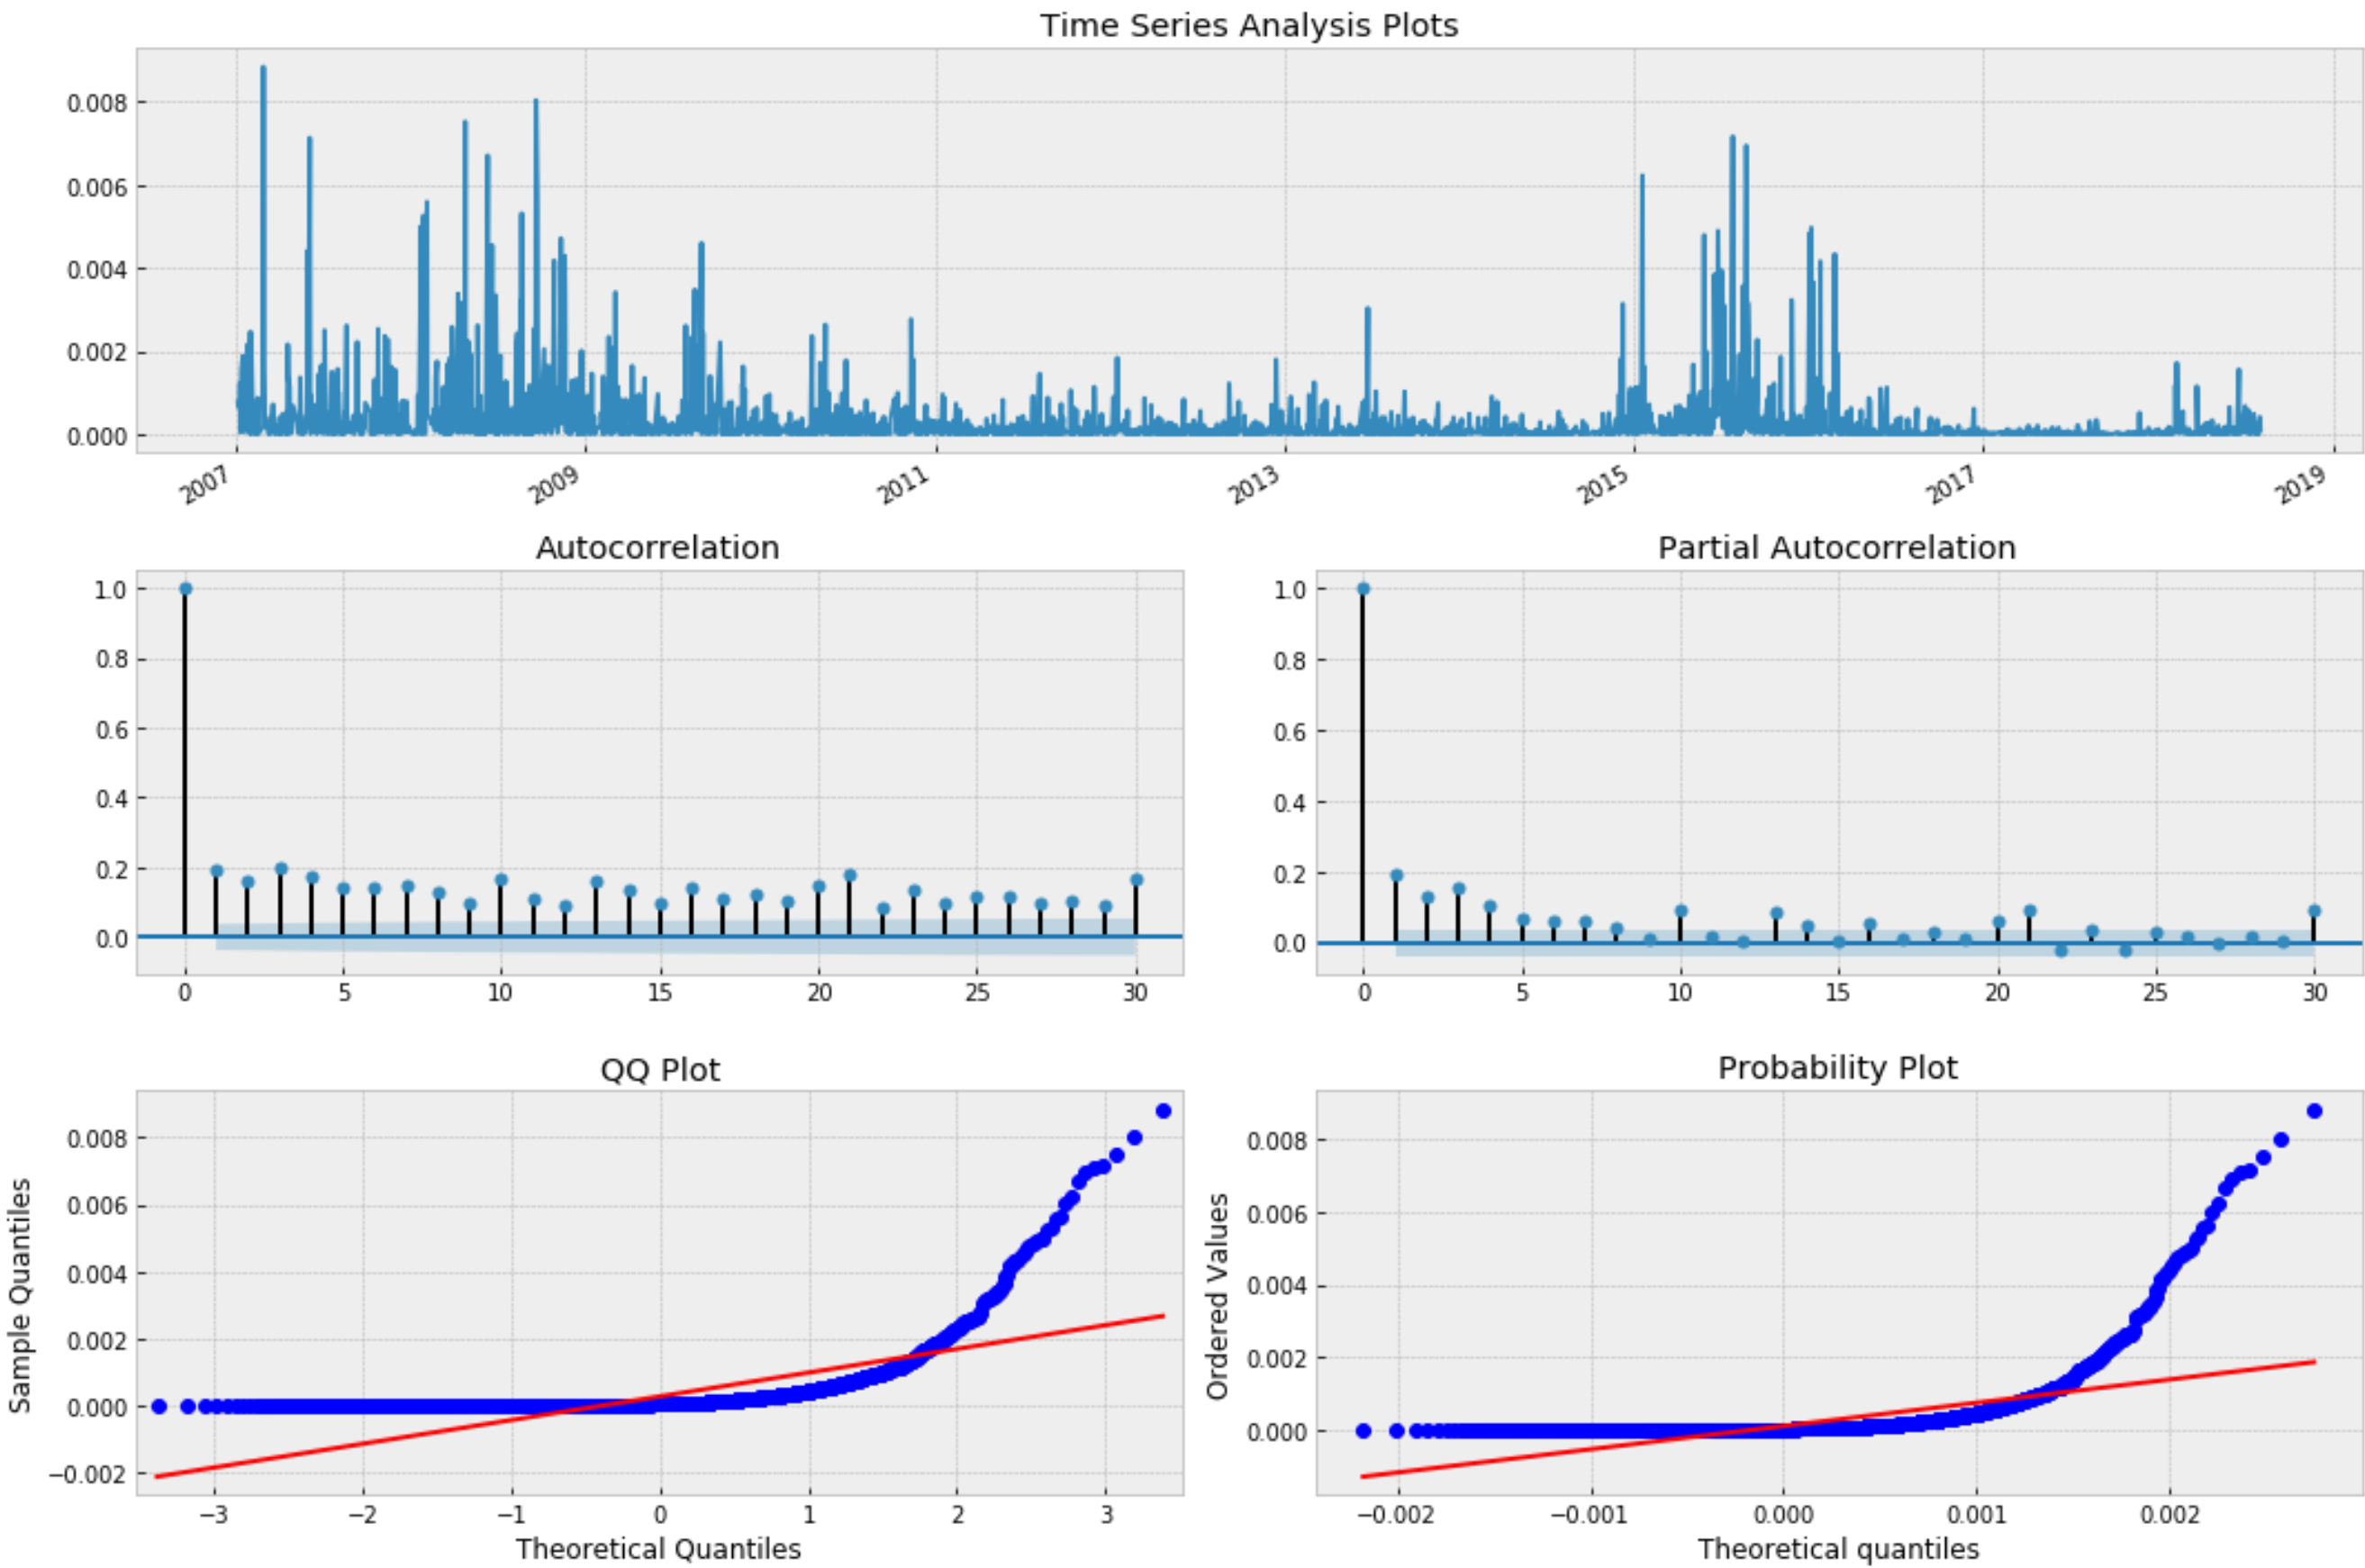 Time Series Analysis Plots
0.008
0.006
0.004
0.002
0.000
2007 2009 2011 2013 2015 2017 2019
Autocorrelation
1.0
0.8
0.6
0.4
0.2
0.0
0 5 10 15 20 25 30
Partial Autocorrelation
1.0
0.8
0.6
0.4
0.2
0.0
0 5 10 15 20 25 30
QQ Plot
Sample Quantiles
0.008
0.006
0.004
0.002
0.000
−0.002
−3 −2 −1 0 1 2 3
Theoretical Quantiles
Probability Plot
Ordered Values
0.008
0.006
0.004
0.002
0.000
−0.002 −0.001 0.000 0.001 0.002
Theoretical quantiles